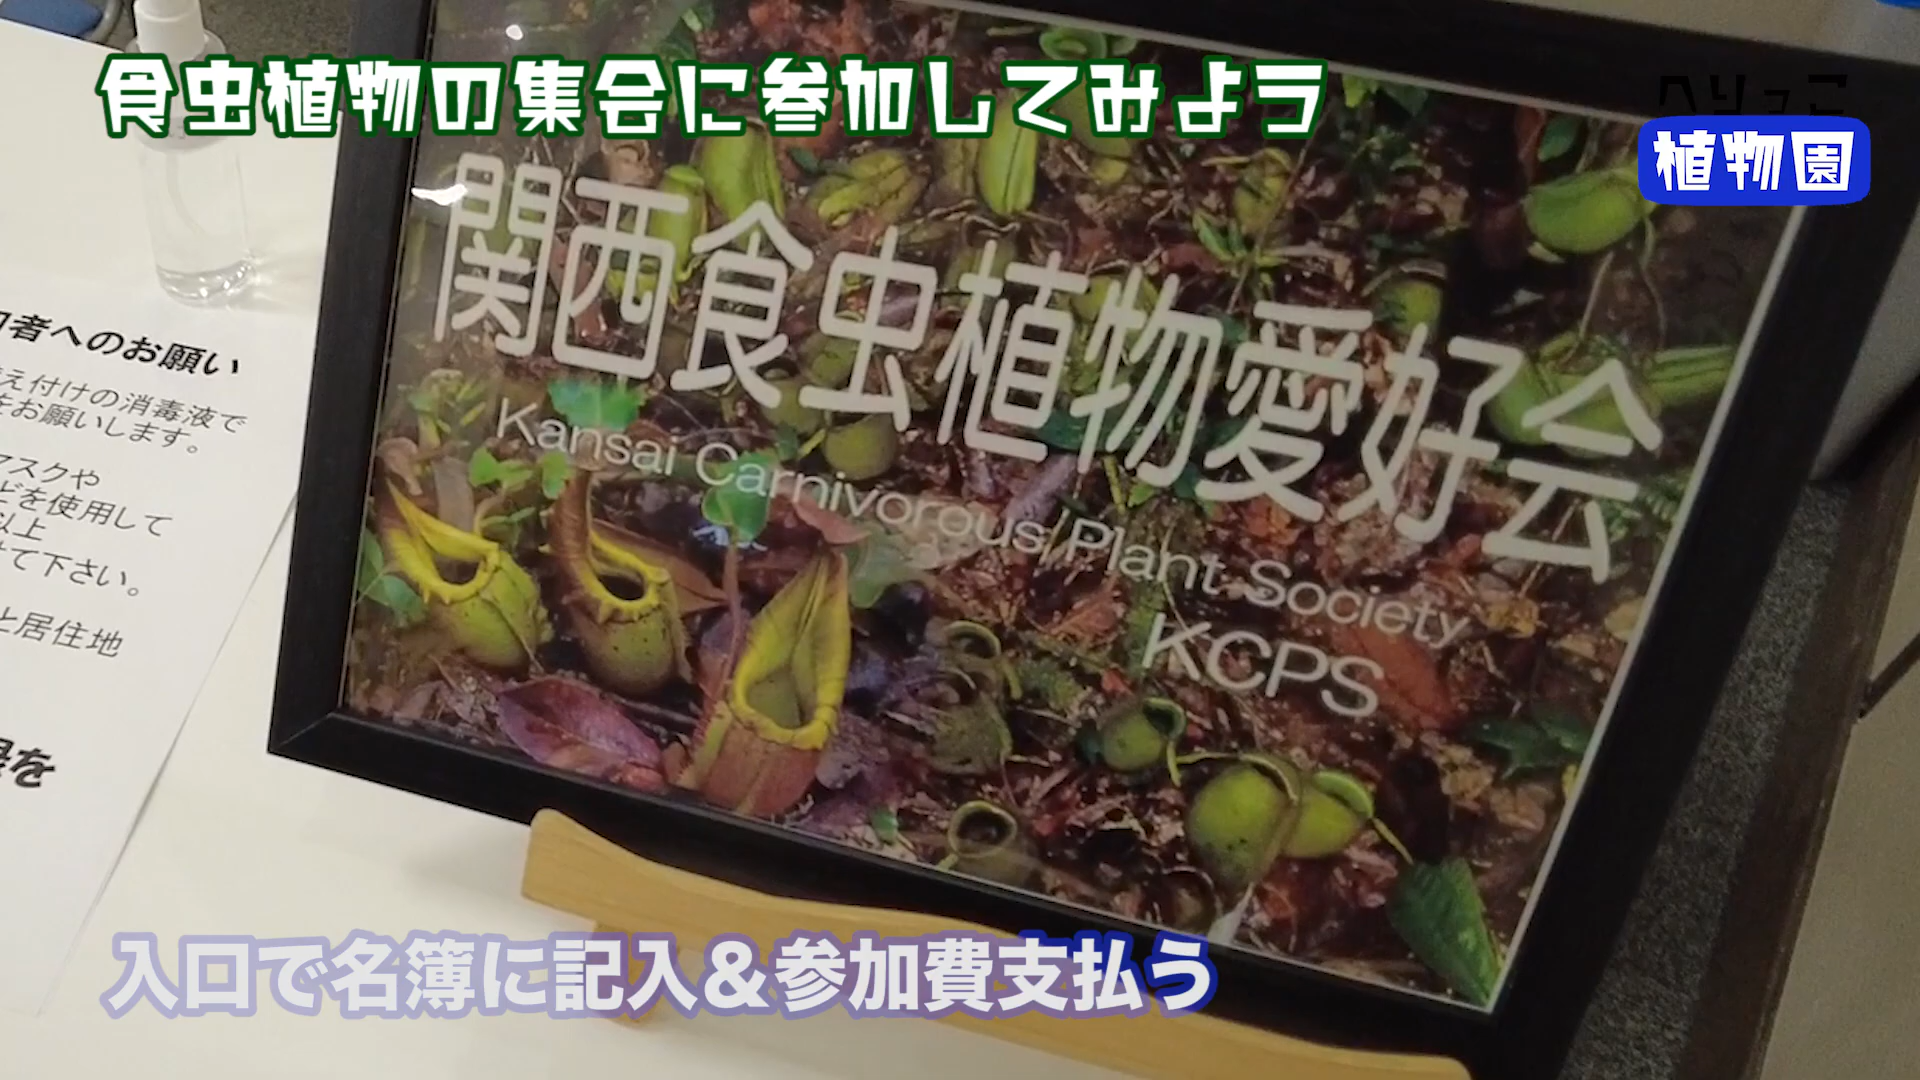 食虫植物の集会に参加してみよう
へりっこ
植物園
関西食虫植物愛好会
Kansai Carnivorous Plant Society
KCPS
者へのお願い
え付けの消毒液で
をお願いします。
マスクや
どを使用して
以上
けて下さい。
と居住地
を
入口で名簿に記入&参加費支払う